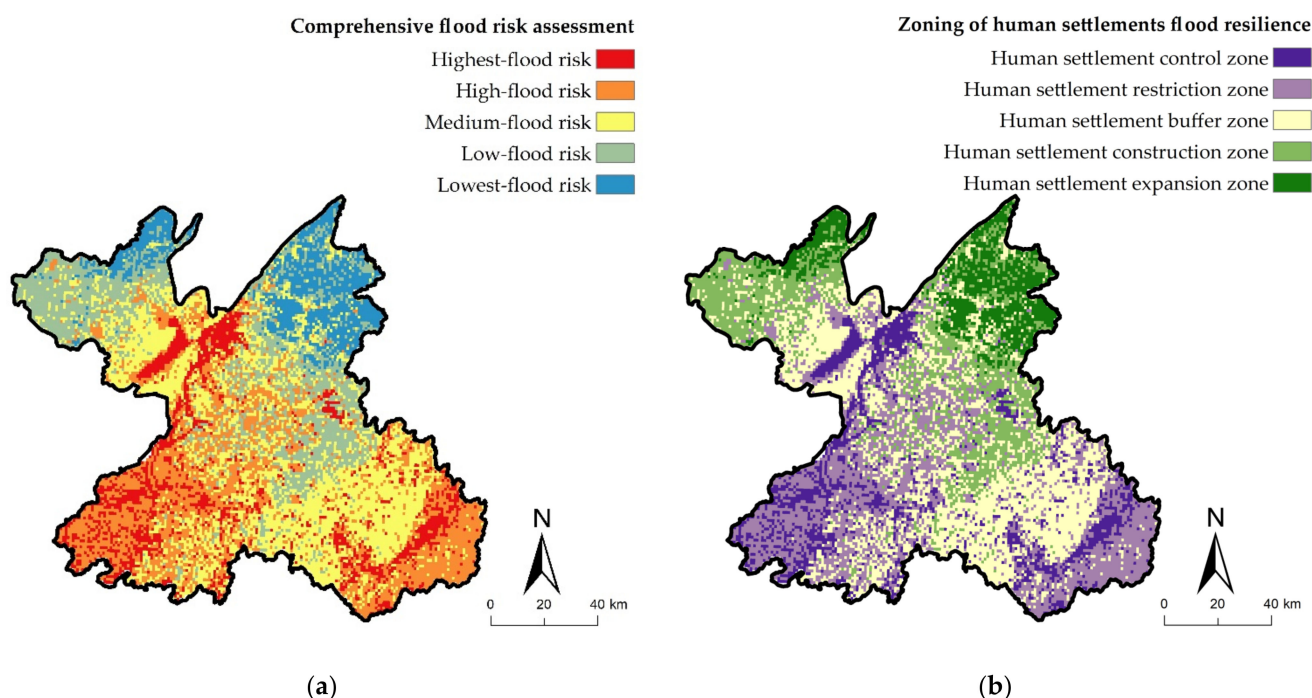 Comprehensive flood risk assessment
Highest-flood risk
High-flood risk
Medium-flood risk
Low-flood risk
Lowest-flood risk
N
0 20 40 km
(a)
Zoning of human settlements flood resilience
Human settlement control zone
Human settlement restriction zone
Human settlement buffer zone
Human settlement construction zone
Human settlement expansion zone
N
0 20 40 km
(b)